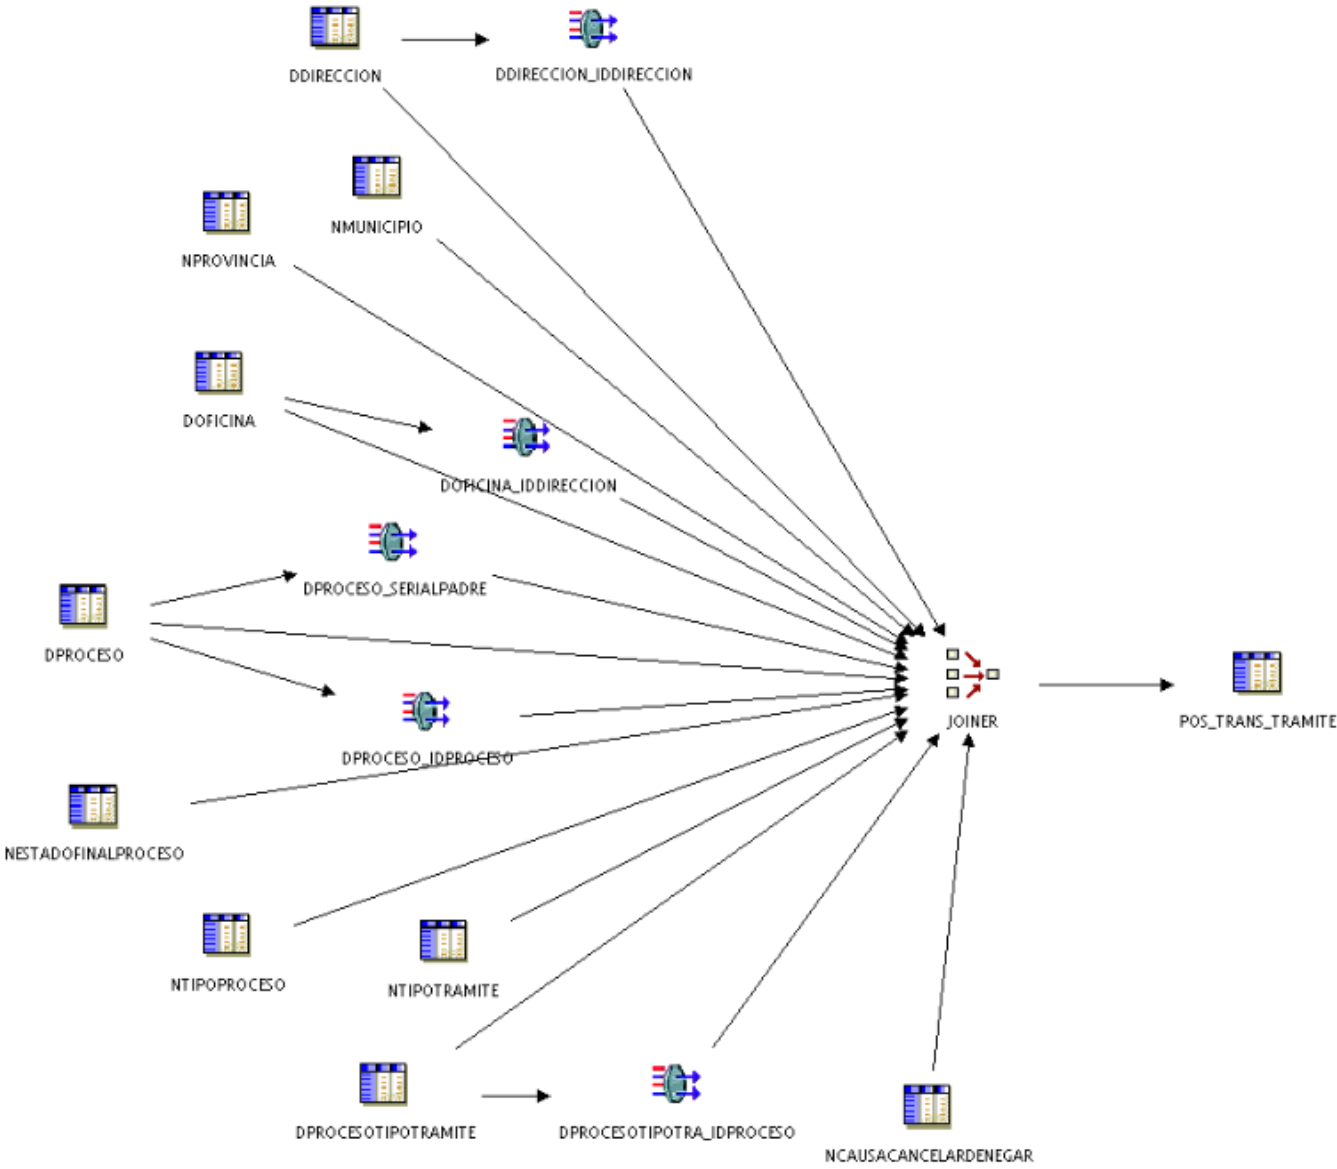 DDIRECCION
DDIRECCION_IDDIRECCION
NMUNICIPIO
NPROVINCIA
DOFICINA
DOFICINA_IDDIRECCION
DPROCESO_SERIALPADRE
DPROCESO
JOINER
POS_TRANS_TRAMITE
DPROCESO_IDPROCESO
NESTADOFINALPROCESO
NTIPOPROCESO
NTIPOTRAMITE
DPROCESOTIPOTRAMITE
DPROCESOTIPOTRA_IDPROCESO
NCAUSACANCELARDENEGAR